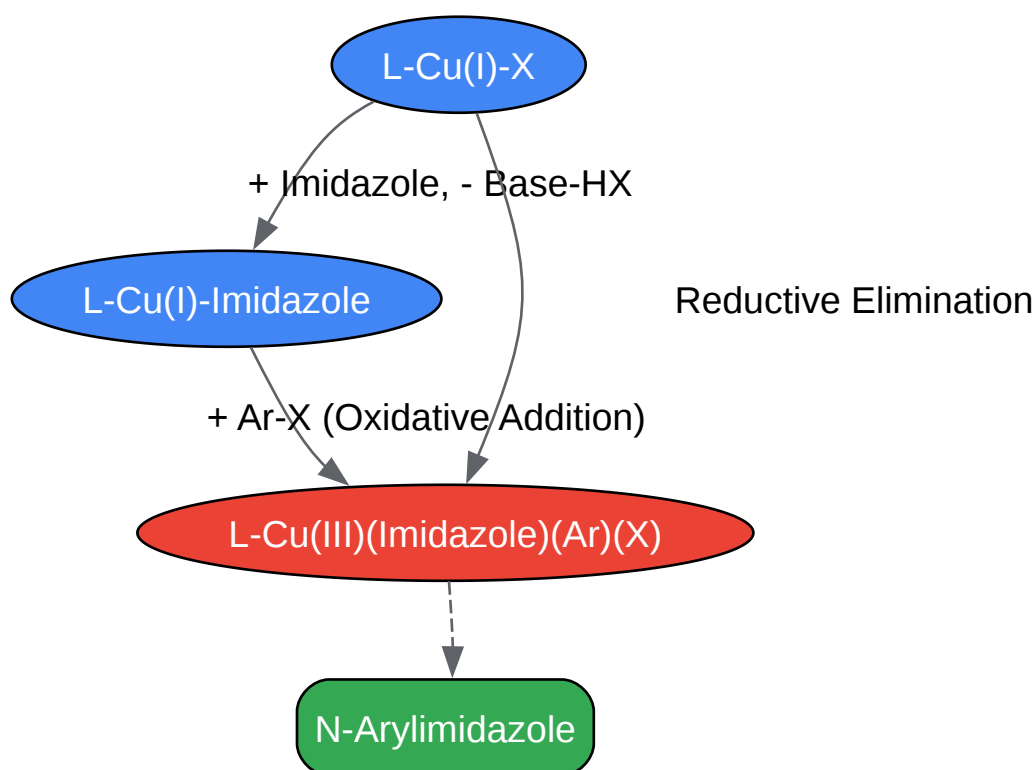 L-Cu(I)-X
+ Imidazole, - Base-HX
L-Cu(I)-Imidazole
Reductive Elimination
+ Ar-X (Oxidative Addition)
L-Cu(III)(Imidazole)(Ar)(X)
N-Arylimidazole